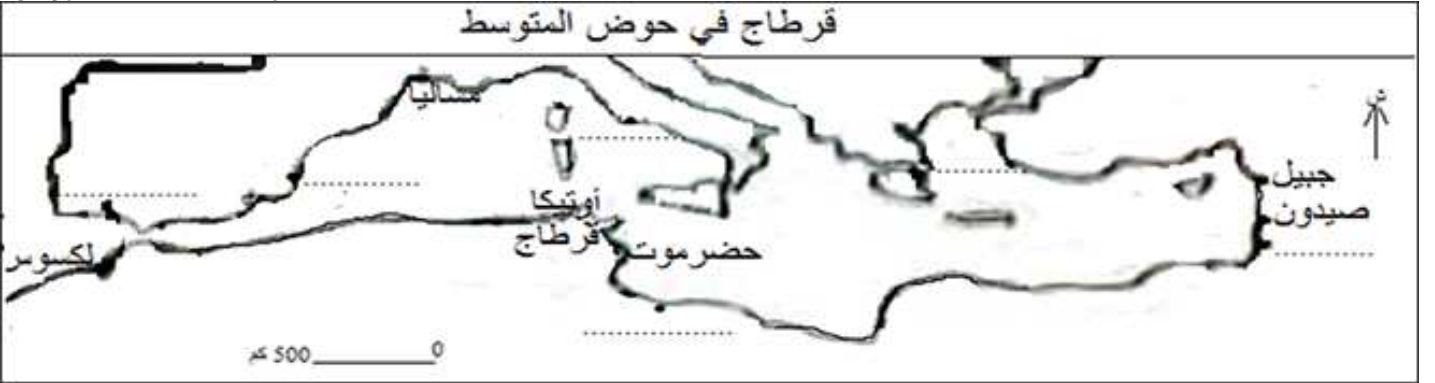 قرطاج في حوض المتوسط
ش
مساليا
جبيل
صيدون
أوتيكا
قرطاج
حضرموت
لكسوس
500 كم 0